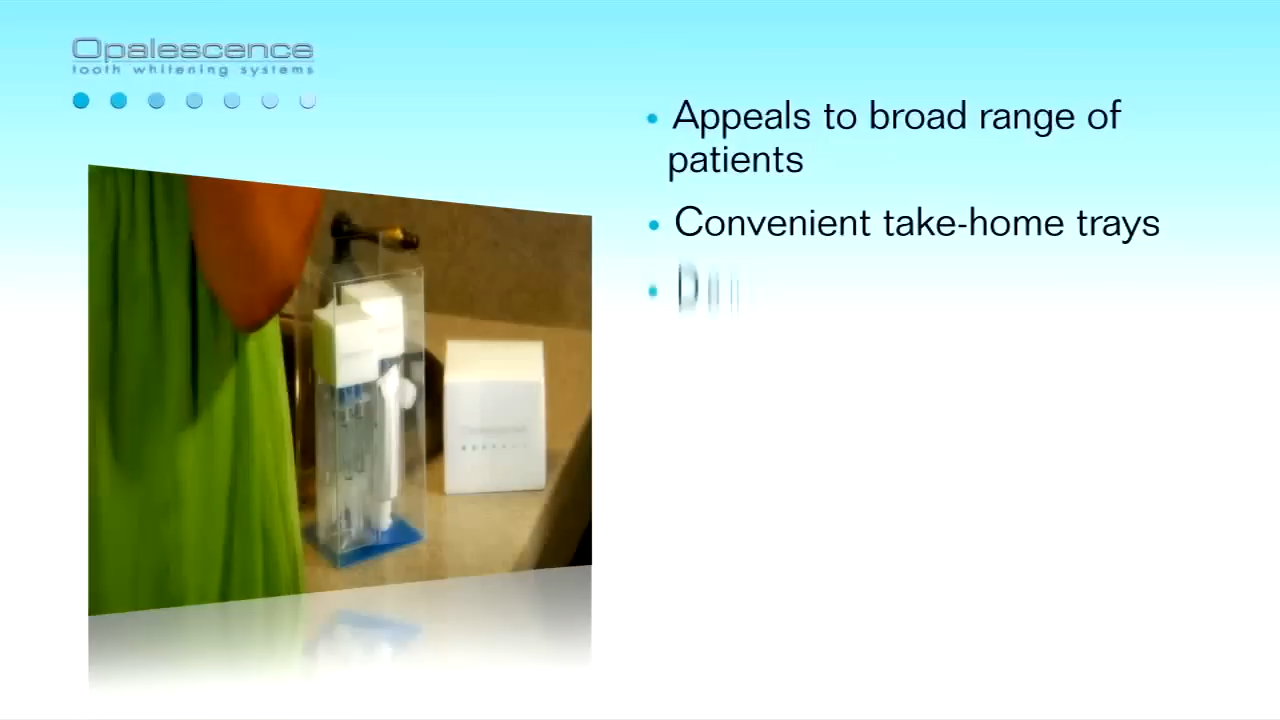 Opalescence
tooth whitening systems
• Appeals to broad range of
patients
• Convenient take-home trays
• D